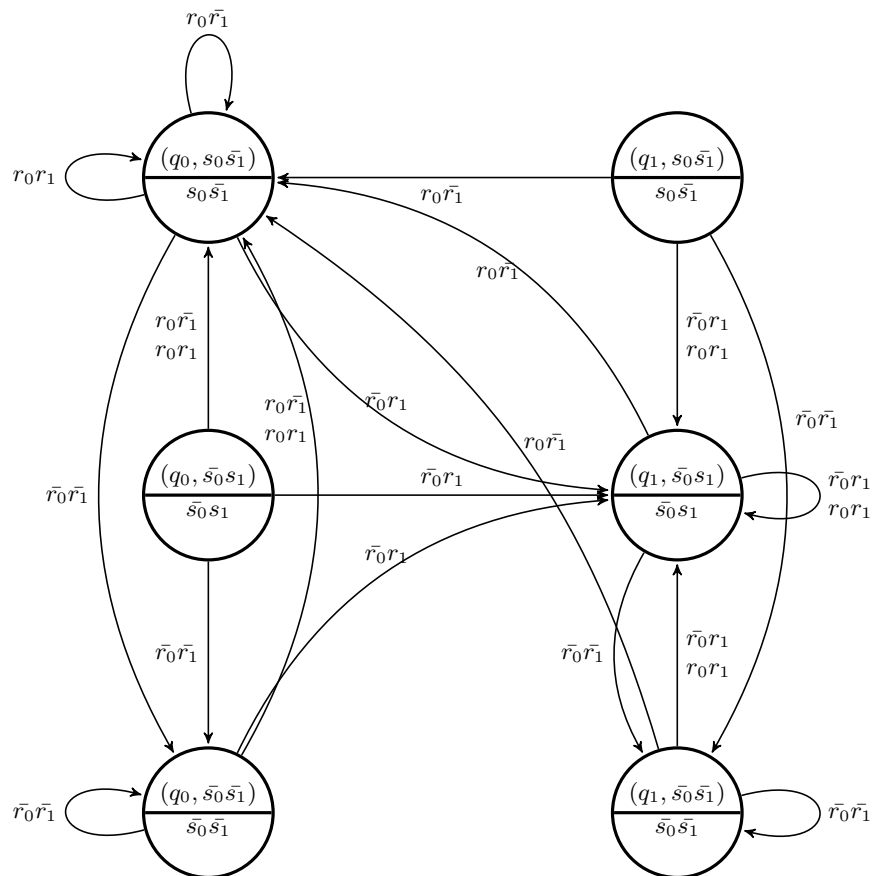 r₀r̄₁
(q₀, s₀s̄₁)
s₀s̄₁
(q₁, s₀s̄₁)
s₀s̄₁
r₀r₁
r₀r̄₁
r₀r̄₁
r₀r̄₁
r₀r₁
r̄₀r₁
r₀r₁
r₀r̄₁
r₀r₁
r̄₀r₁
r̄₀r̄₁
r₀r̄₁
(q₀, s̄₀s₁)
s̄₀s₁
(q₁, s̄₀s₁)
s̄₀s₁
r̄₀r̄₁
r̄₀r₁
r̄₀r₁
r₀r₁
r̄₀r₁
r̄₀r̄₁
r̄₀r̄₁
r̄₀r₁
r₀r₁
(q₀, s̄₀s̄₁)
s̄₀s̄₁
(q₁, s̄₀s̄₁)
s̄₀s̄₁
r̄₀r̄₁
r̄₀r̄₁